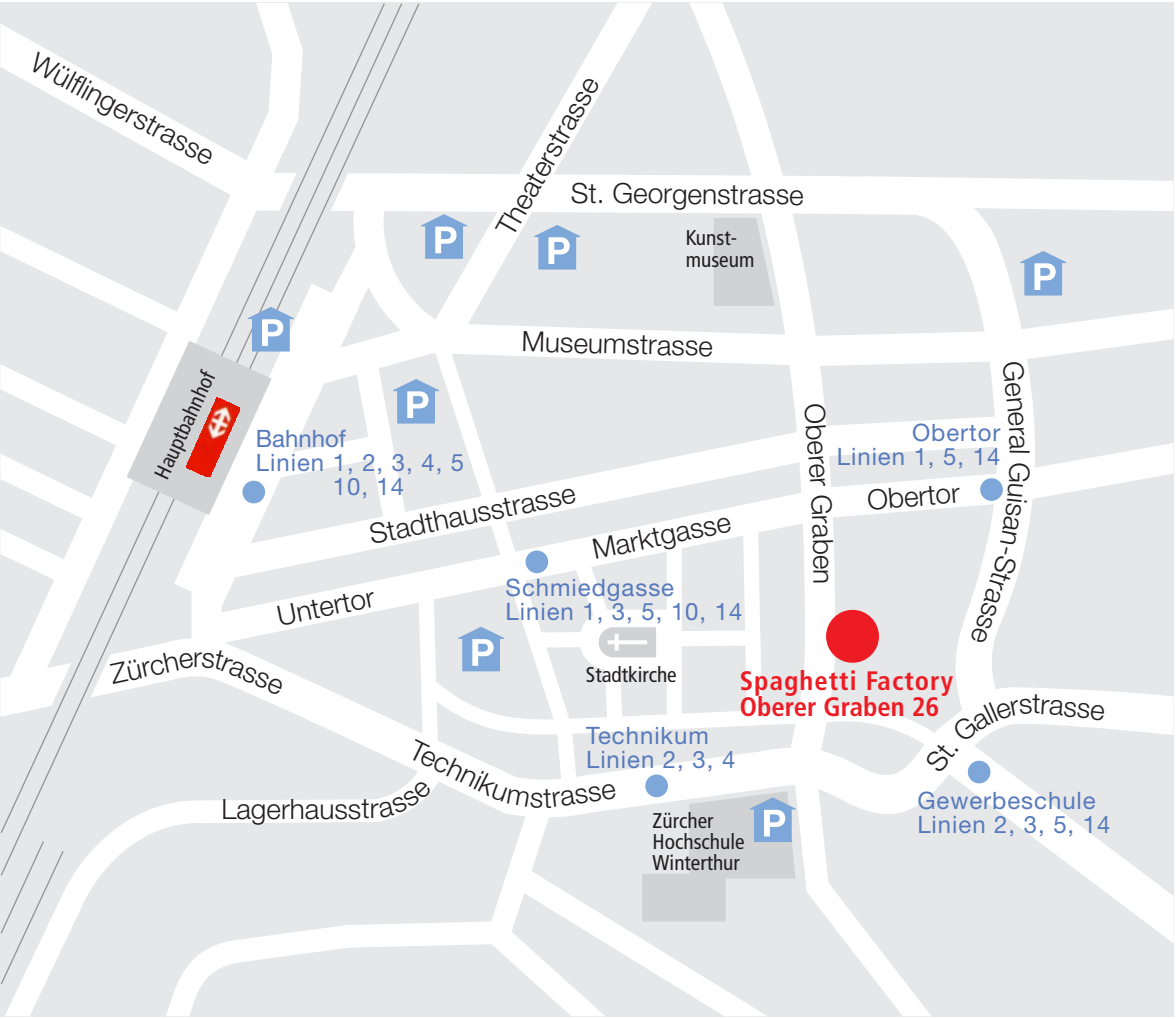 Wülflingerstrasse
Theaterstrasse
St. Georgenstrasse
P
P
Kunst-
museum
P
P
Museumstrasse
Hauptbahnhof
P
General Guisan-Strasse
Oberer Graben
Bahnhof
Linien 1, 2, 3, 4, 5
10, 14
Obertor
Linien 1, 5, 14
Obertor
Stadthausstrasse
Marktgasse
Schmiedgasse
Linien 1, 3, 5, 10, 14
Untertor
P
Stadtkirche
Zürcherstrasse
Spaghetti Factory
Oberer Graben 26
St. Gallerstrasse
Technikum
Linien 2, 3, 4
Technikumstrasse
Lagerhausstrasse
Gewerbeschule
Linien 2, 3, 5, 14
Zürcher
Hochschule
Winterthur
P